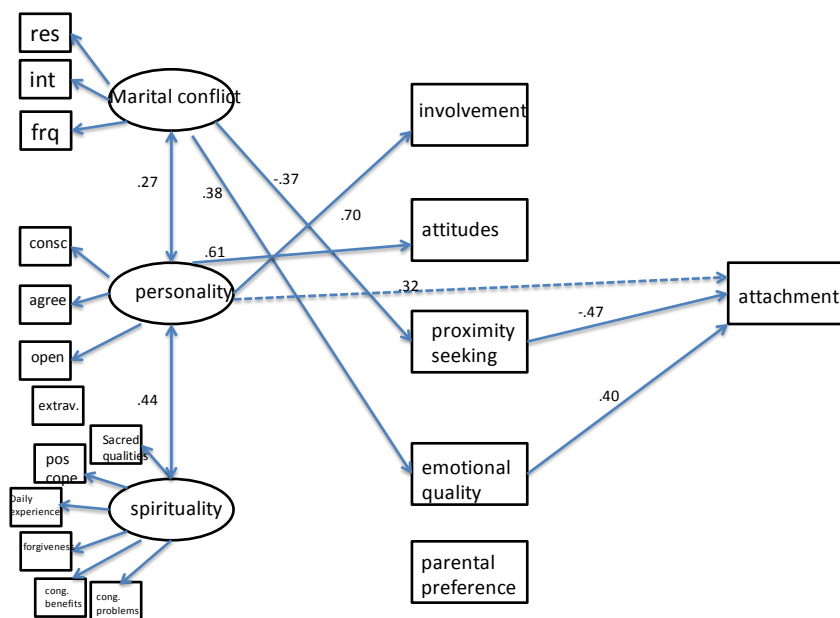 res
int
frq
Marital conflict
involvement
.27
.38
-.37
.70
consc
agree
open
extrav.
personality
.61
attitudes
.32
attachment
proximity
seeking
-.47
.44
.40
Sacred
qualities
pos
cope
Daily
experience
forgiveness
cong.
benefits
cong.
problems
spirituality
emotional
quality
parental
preference